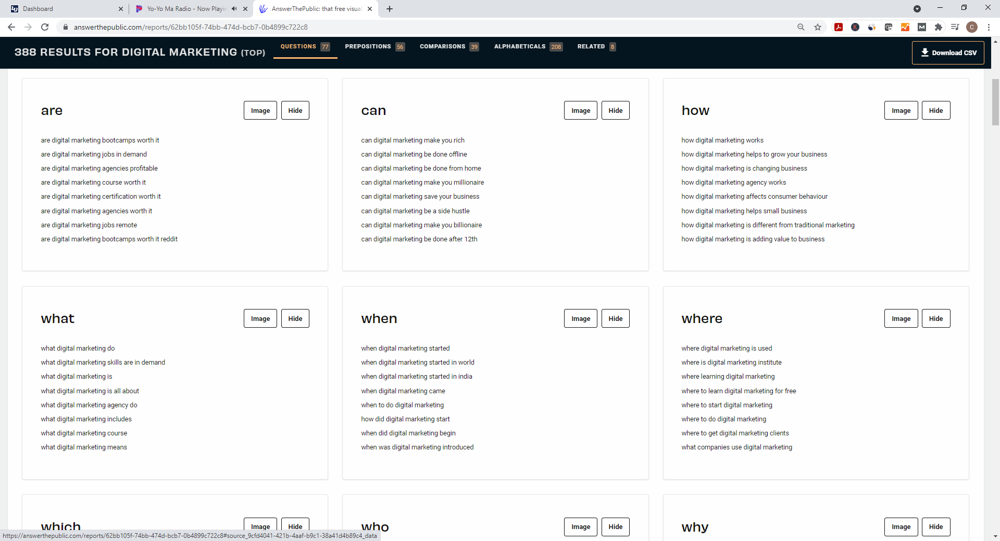 Dashboard
Yo-Yo Ma Radio - Now Playin
AnswerThePublic: that free visual
answerthepublic.com/reports/62bb105f-74bb-474d-bcb7-0b4899c722c8
C
388 RESULTS FOR DIGITAL MARKETING (TOP)
QUESTIONS 77
PREPOSITIONS 56
COMPARISONS 39
ALPHABETICALS 208
RELATED 8
Download CSV
are
Image
Hide
are digital marketing bootcamps worth it
are digital marketing jobs in demand
are digital marketing agencies profitable
are digital marketing course worth it
are digital marketing certification worth it
are digital marketing agencies worth it
are digital marketing jobs remote
are digital marketing bootcamps worth it reddit
can
Image
Hide
can digital marketing make you rich
can digital marketing be done offline
can digital marketing be done from home
can digital marketing make you millionaire
can digital marketing save your business
can digital marketing be a side hustle
can digital marketing make you billionaire
can digital marketing be done after 12th
how
Image
Hide
how digital marketing works
how digital marketing helps to grow your business
how digital marketing is changing business
how digital marketing agency works
how digital marketing affects consumer behaviour
how digital marketing helps small business
how digital marketing is different from traditional marketing
how digital marketing is adding value to business
what
Image
Hide
what digital marketing do
what digital marketing skills are in demand
what digital marketing is
what digital marketing is all about
what digital marketing agency do
what digital marketing includes
what digital marketing course
what digital marketing means
when
Image
Hide
when digital marketing started
when digital marketing started in world
when digital marketing started in india
when digital marketing came
when to do digital marketing
how did digital marketing start
when did digital marketing begin
when was digital marketing introduced
where
Image
Hide
where digital marketing is used
where is digital marketing institute
where learning digital marketing
where to learn digital marketing for free
where to start digital marketing
where to do digital marketing
where to get digital marketing clients
what companies use digital marketing
which
Image
Hide
who
Image
Hide
why
Image
Hide
https://answerthepublic.com/reports/62bb105f-74bb-474d-bcb7-0b4899c722c8#source_9cfd4041-421b-4aaf-b9c1-38a41d4b89c4_data